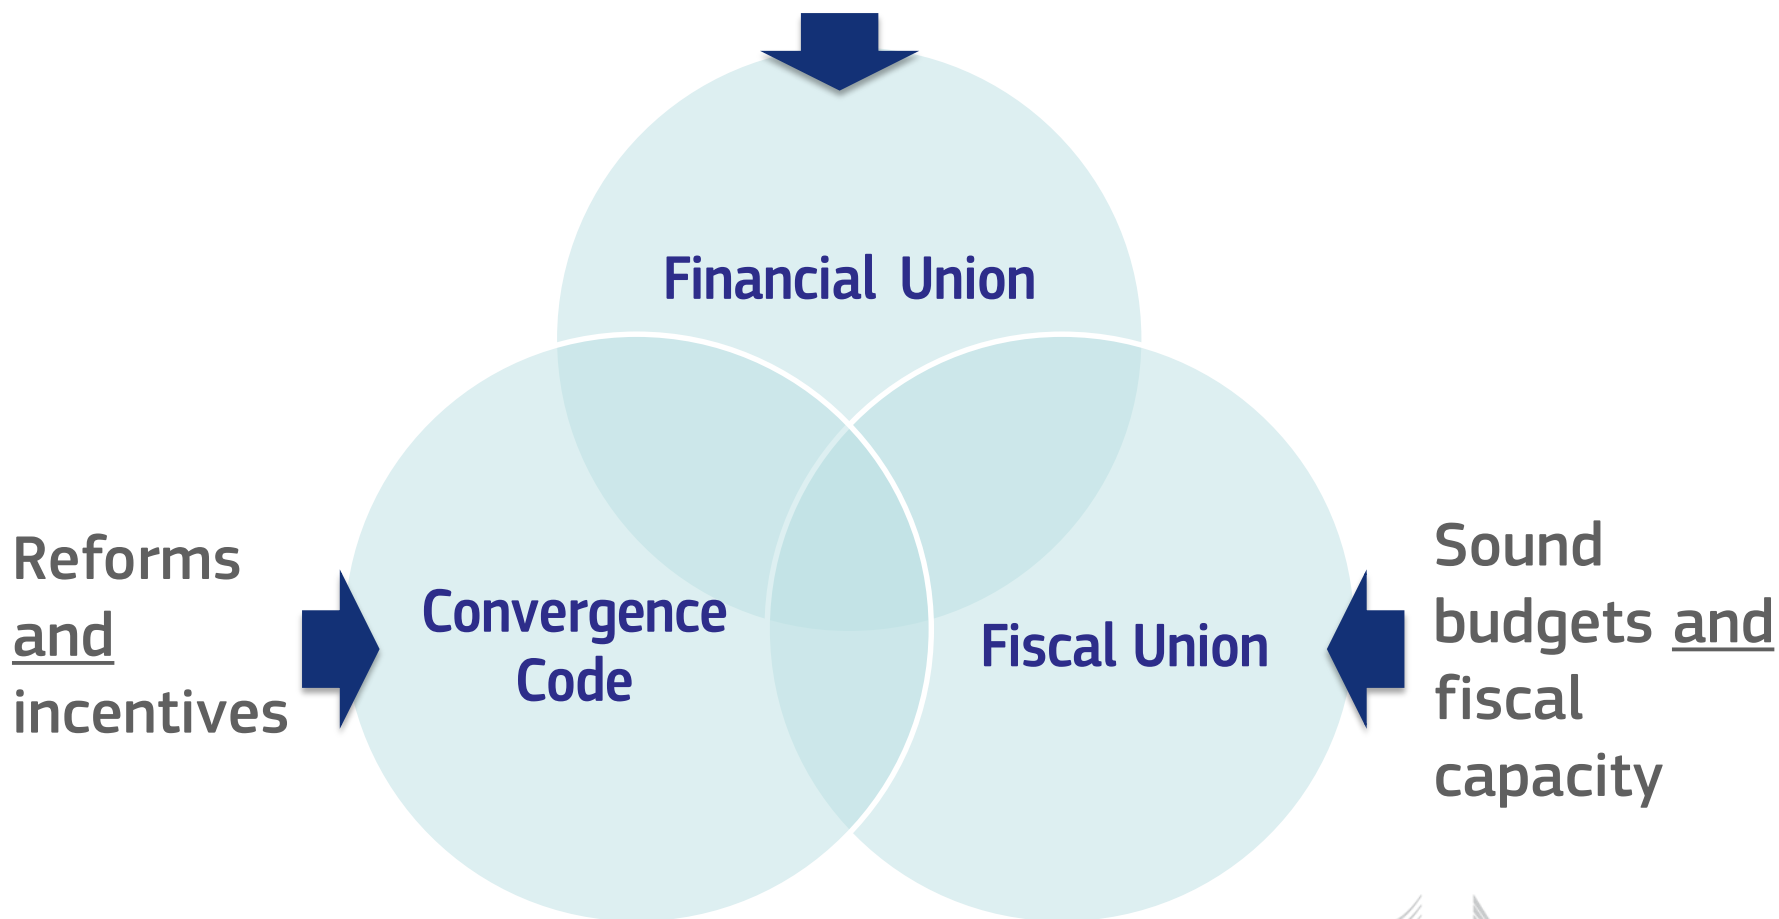 Financial Union
Reforms
and
incentives
Convergence
Code
Fiscal Union
Sound
budgets and
fiscal
capacity